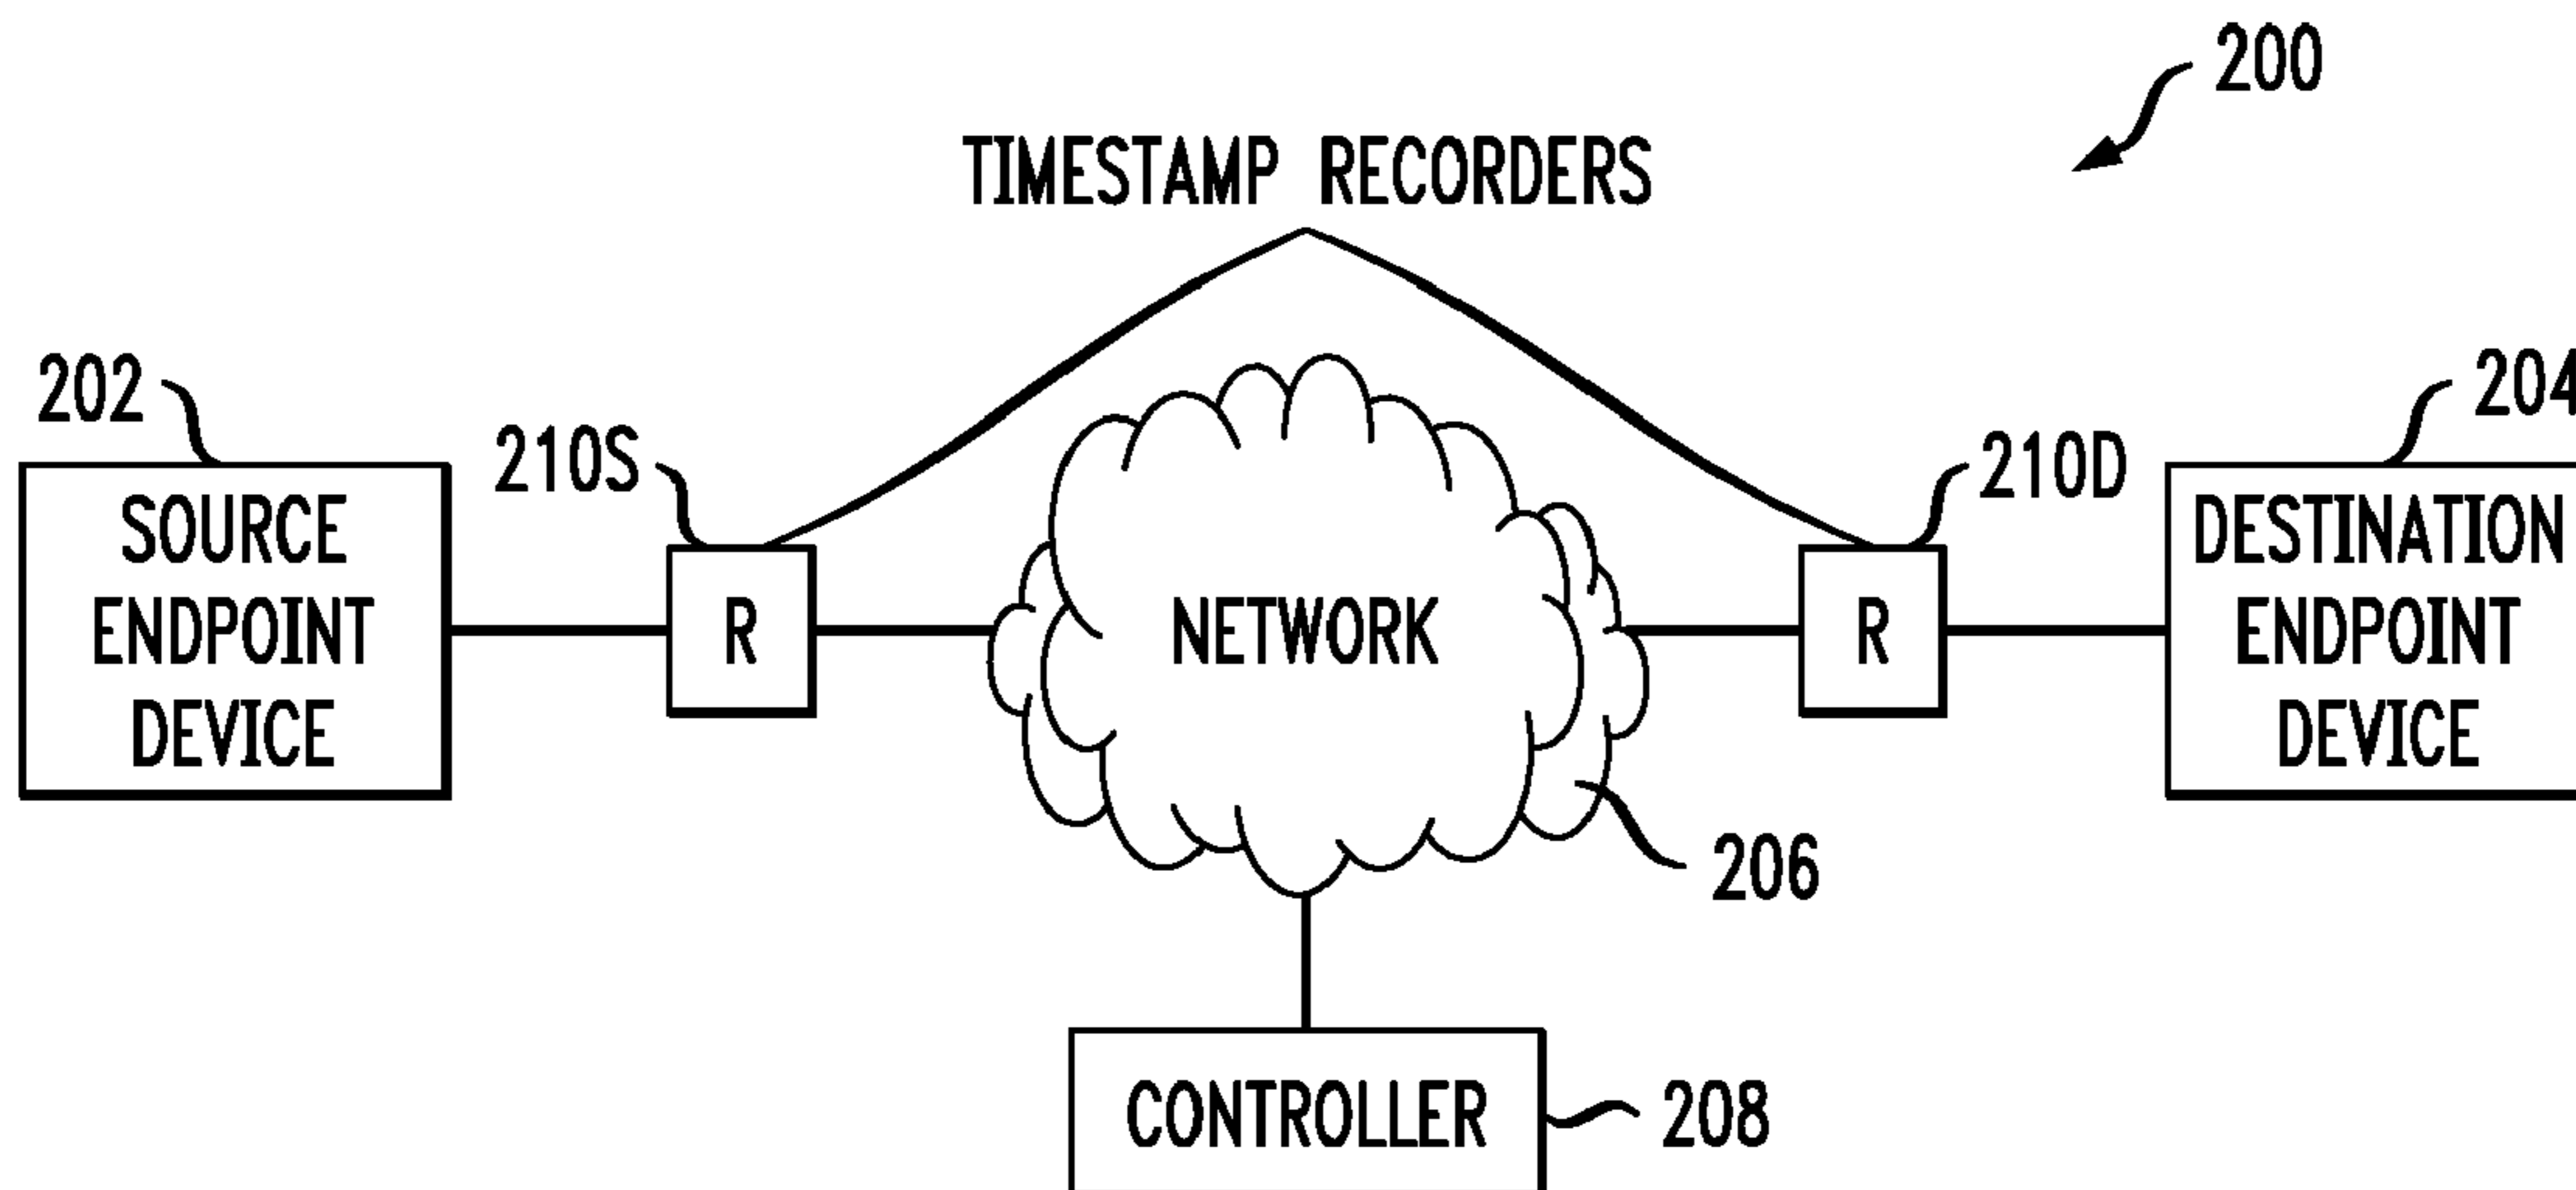 200
TIMESTAMP RECORDERS
202
204
210S
210D
SOURCE
ENDPOINT
DEVICE
R
NETWORK
R
DESTINATION
ENDPOINT
DEVICE
206
CONTROLLER
208